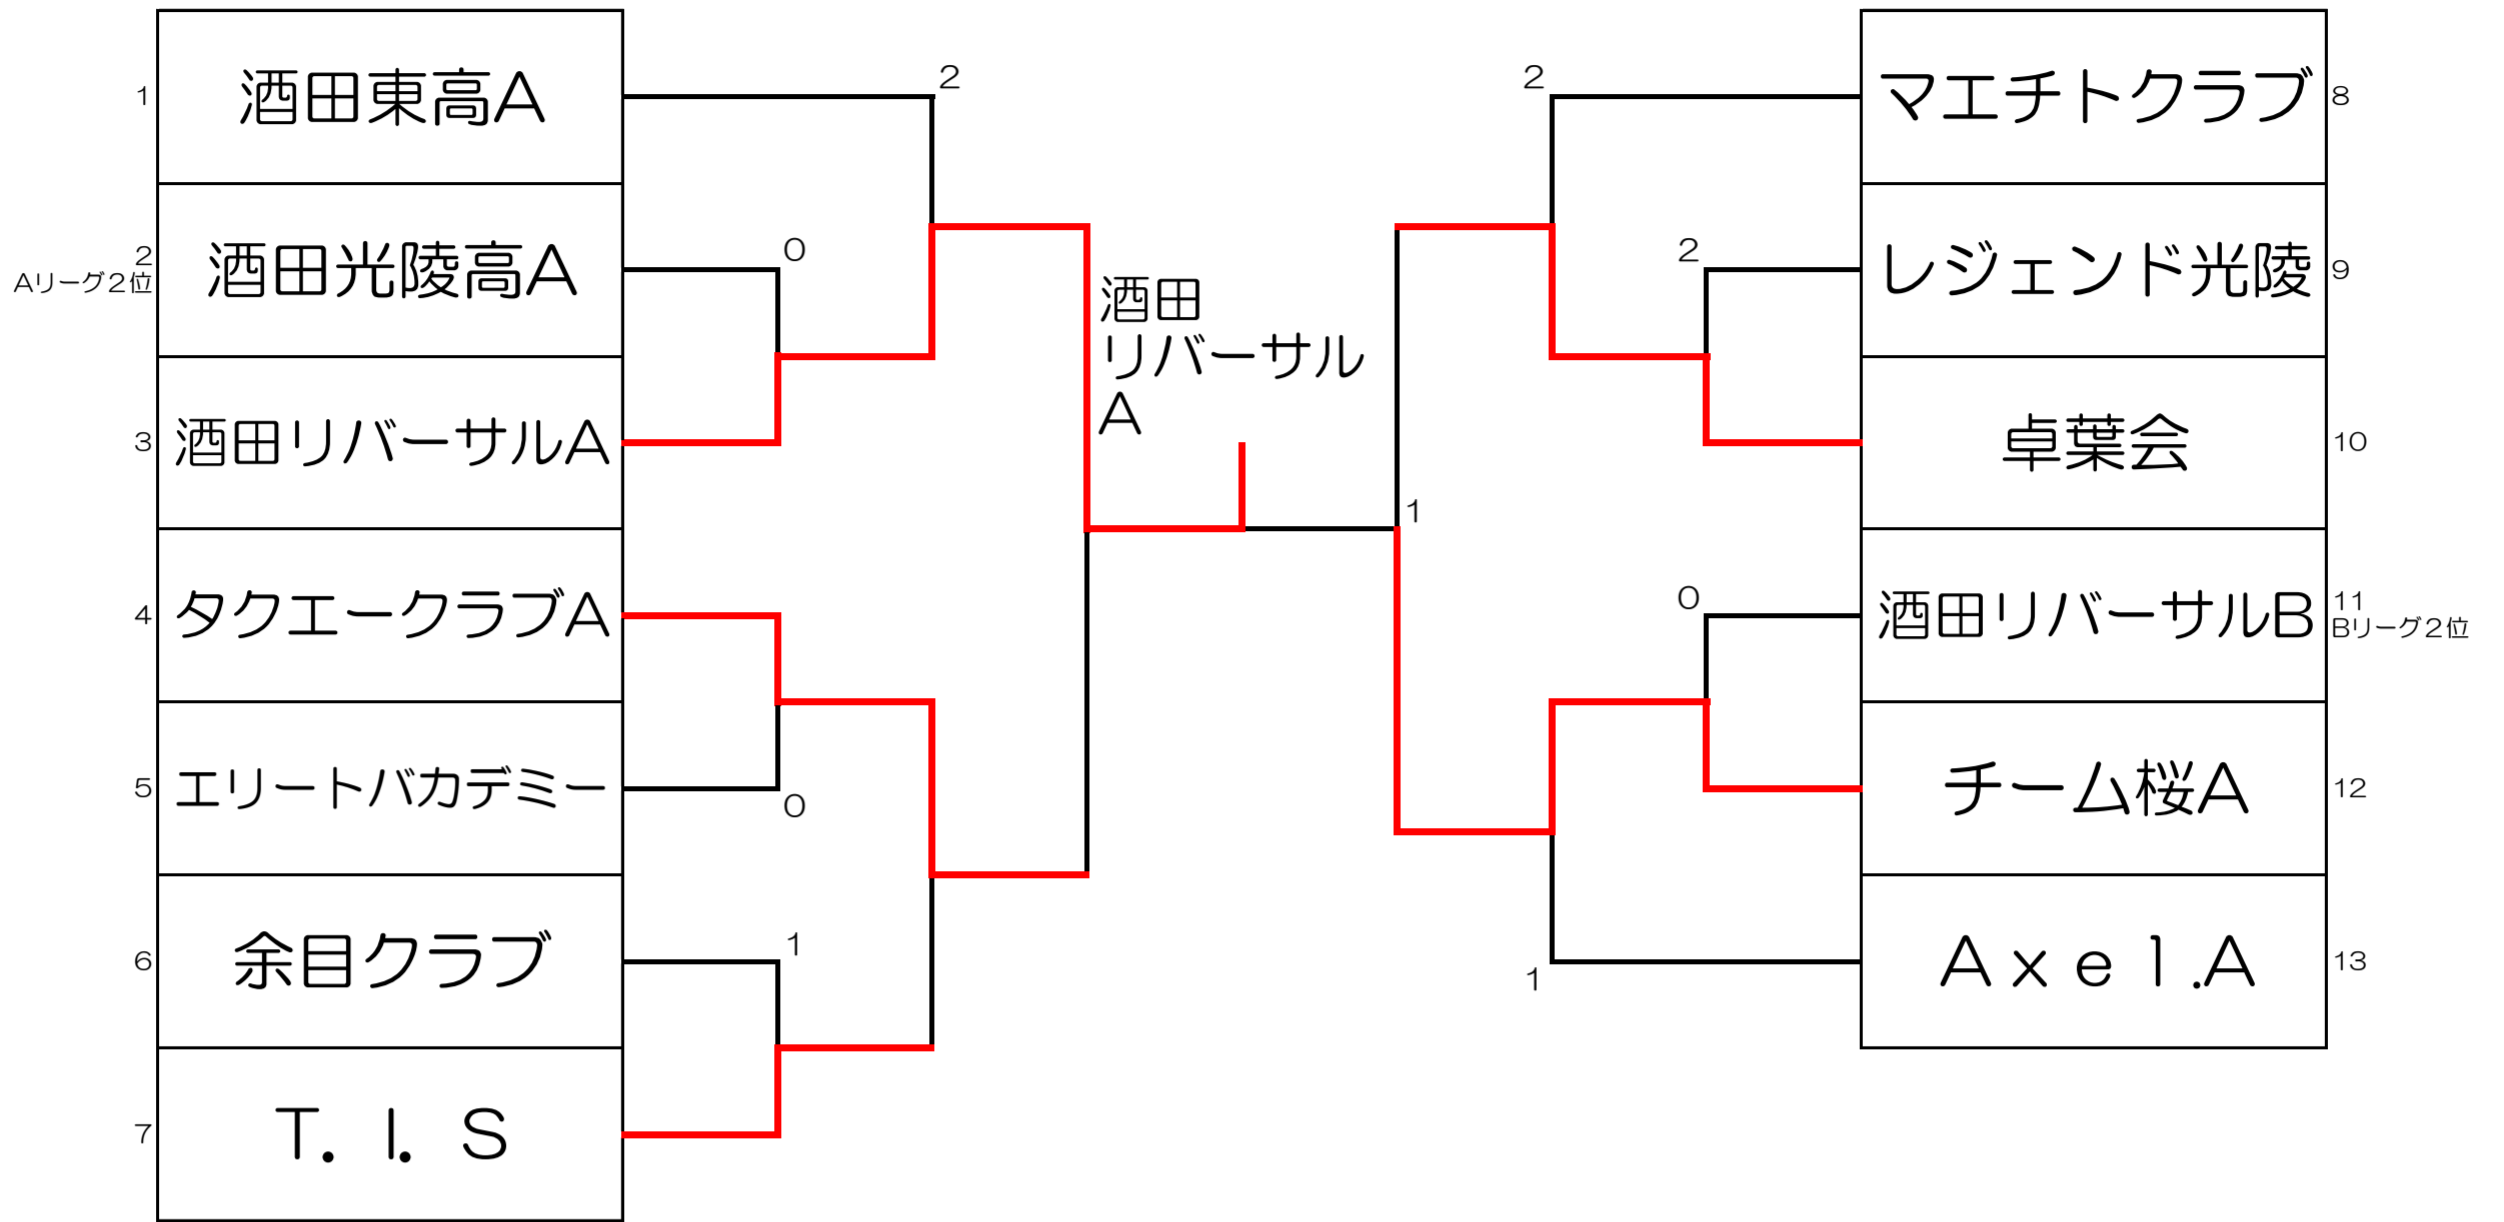 1
酒田東高A
2
2
Aリーグ2位
酒田光陵高A
0
3
酒田リバーサルA
4
タクエークラブA
5
エリートバカデミー
0
6
余目クラブ
1
7
T. I. S
酒田
リバーサル
A
1
2
マエチトクラブ
8
2
レジェンド光陵
9
卓葉会
10
0
酒田リバーサルB
11
Bリーグ2位
チーム桜A
12
1
Axel.A
13